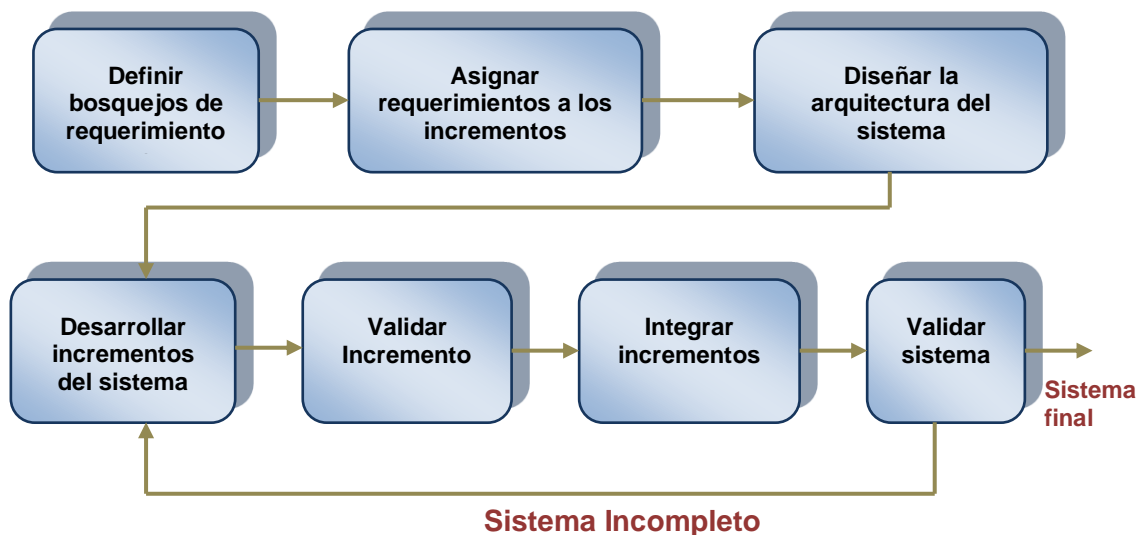 Definir
bosquejos de
requerimiento
Asignar
requerimientos a los
incrementos
Diseñar la
arquitectura del
sistema
Desarrollar
incrementos
del sistema
Validar
Incremento
Integrar
incrementos
Validar
sistema
Sistema
final
Sistema Incompleto